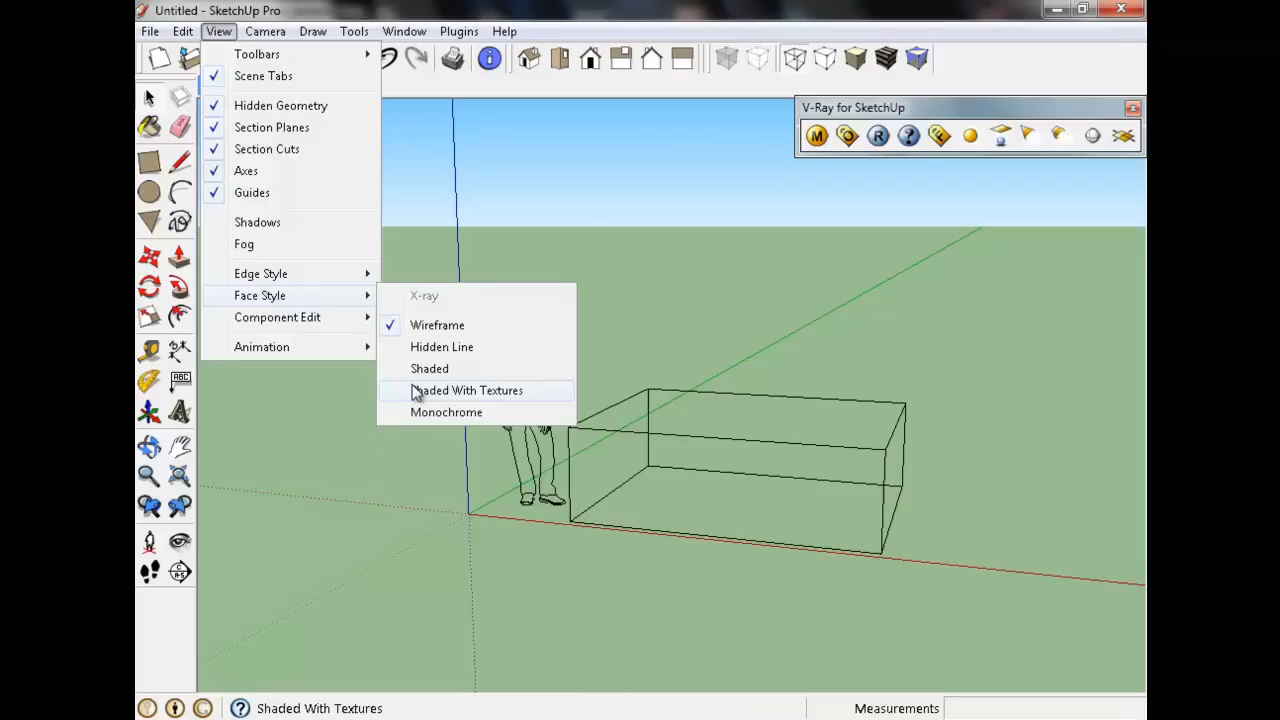 Untitled - SketchUp Pro
File Edit View Camera Draw Tools Window Plugins Help
Toolbars
Scene Tabs
Hidden Geometry
Section Planes
Section Cuts
Axes
Guides
Shadows
Fog
Edge Style
Face Style
Component Edit
Animation
X-ray
Wireframe
Hidden Line
Shaded
Shaded With Textures
Monochrome
V-Ray for SketchUp
M O R ? F
ABC
Shaded With Textures
Measurements